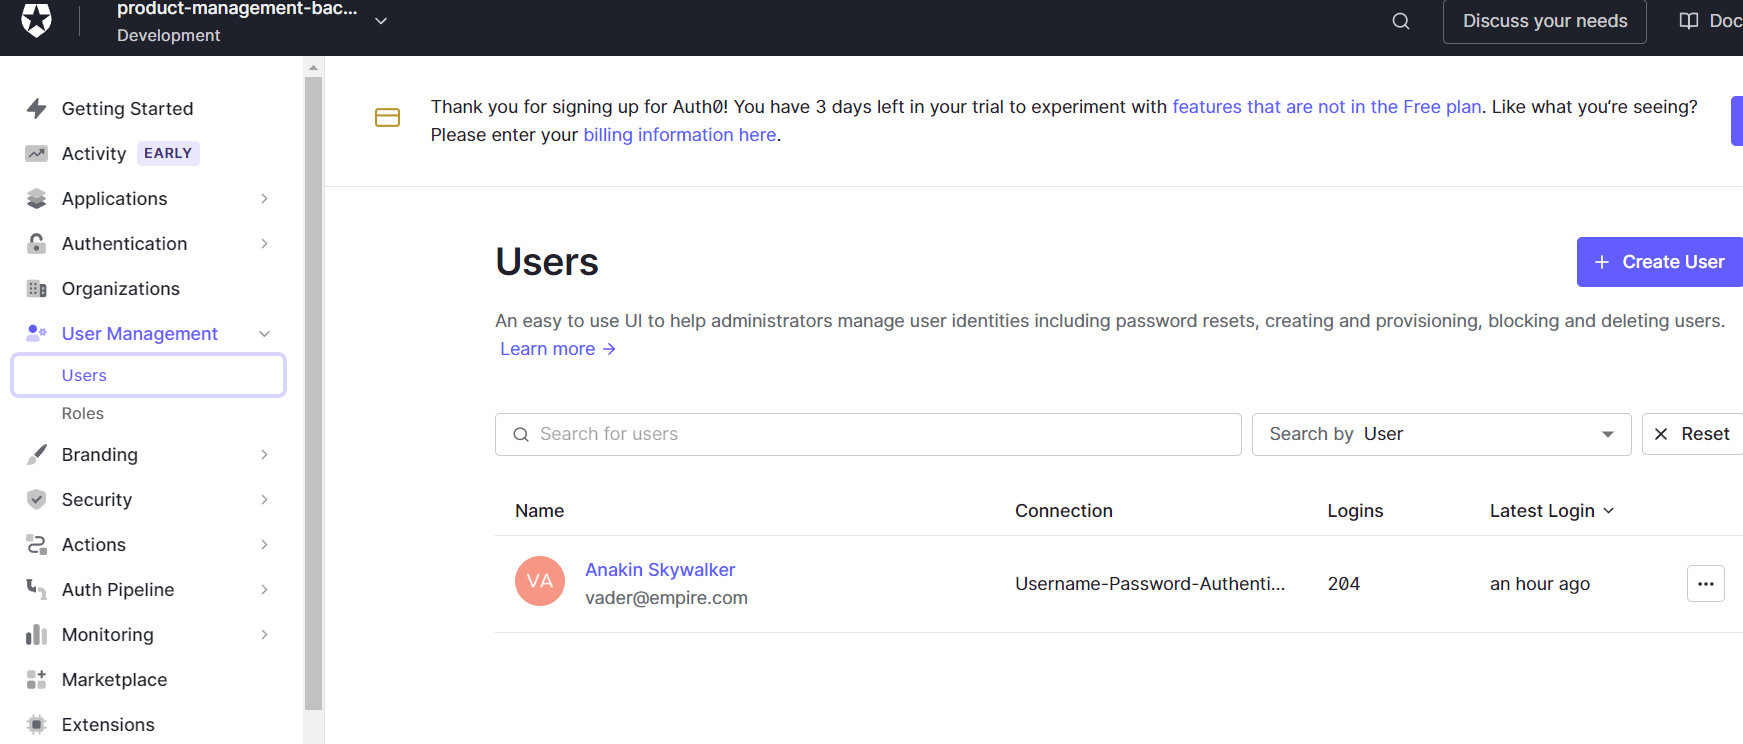 product-management-bac...
Development
Discuss your needs
Doc
Getting Started
Activity EARLY
Applications
Authentication
Organizations
User Management
Users
Roles
Branding
Security
Actions
Auth Pipeline
Monitoring
Marketplace
Extensions
Thank you for signing up for Auth0! You have 3 days left in your trial to experiment with features that are not in the Free plan. Like what you’re seeing?
Please enter your billing information here.
Users
+ Create User
An easy to use UI to help administrators manage user identities including password resets, creating and provisioning, blocking and deleting users.
Learn more →
Search for users
Search by User
Reset
Name Connection Logins Latest Login
VA
Anakin Skywalker
vader@empire.com
Username-Password-Authenti... 204 an hour ago